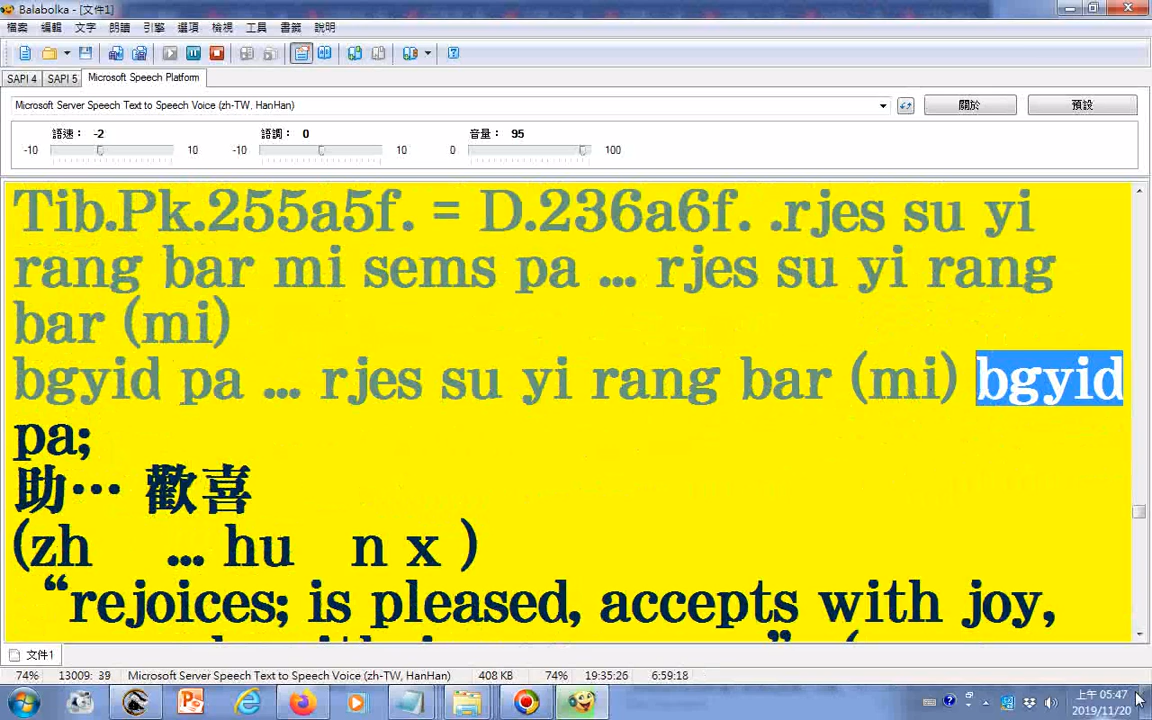 Balabolka - [文件1]
檔案 編輯 文字 朗讀 引擎 選項 檢視 工具 書籤 說明
SAPI 4 SAPI 5 Microsoft Speech Platform
Microsoft Server Speech Text to Speech Voice (zh-TW, HanHan) 關於 預設
語速： -2 語調： 0 音量： 95
-10 10 -10 10 0 100
Tib.Pk.255a5f. = D.236a6f. .rjes su yi
rang bar mi sems pa ... rjes su yi rang
bar (mi)
bgyid pa ... rjes su yi rang bar (mi) bgyid
pa;
助… 歡喜
(zh ... hu n x )
“rejoices; is pleased, accepts with joy,
文件1
74% 13009: 39 Microsoft Server Speech Text to Speech Voice (zh-TW, HanHan) 408 KB 74% 19:35:26 6:59:18
上午 05:47
2019/11/20